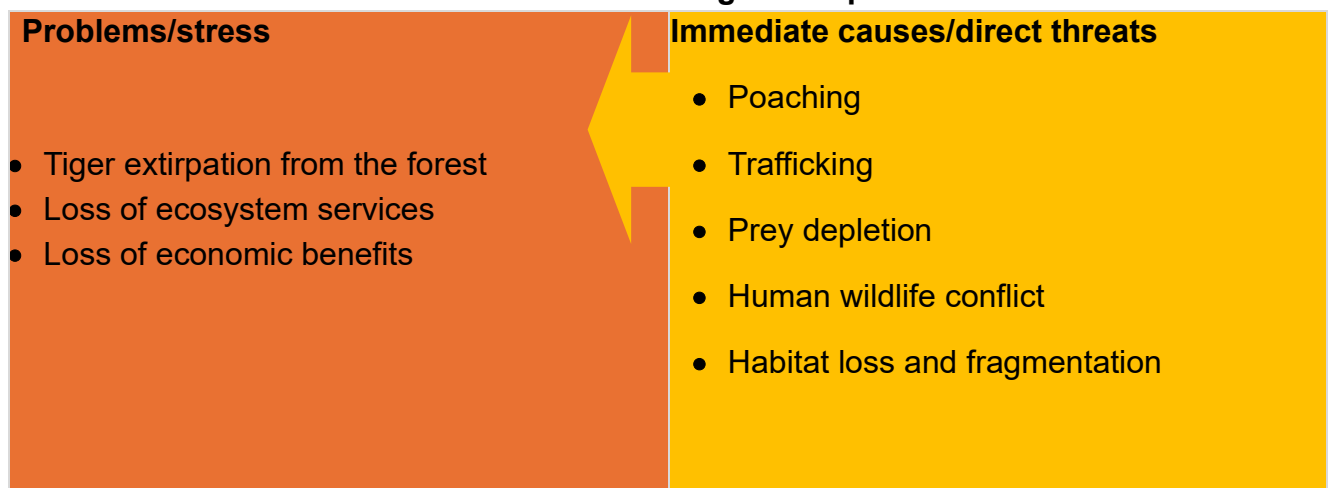 Problems/stress
• Tiger extirpation from the forest
• Loss of ecosystem services
• Loss of economic benefits
Immediate causes/direct threats
• Poaching
• Trafficking
• Prey depletion
• Human wildlife conflict
• Habitat loss and fragmentation